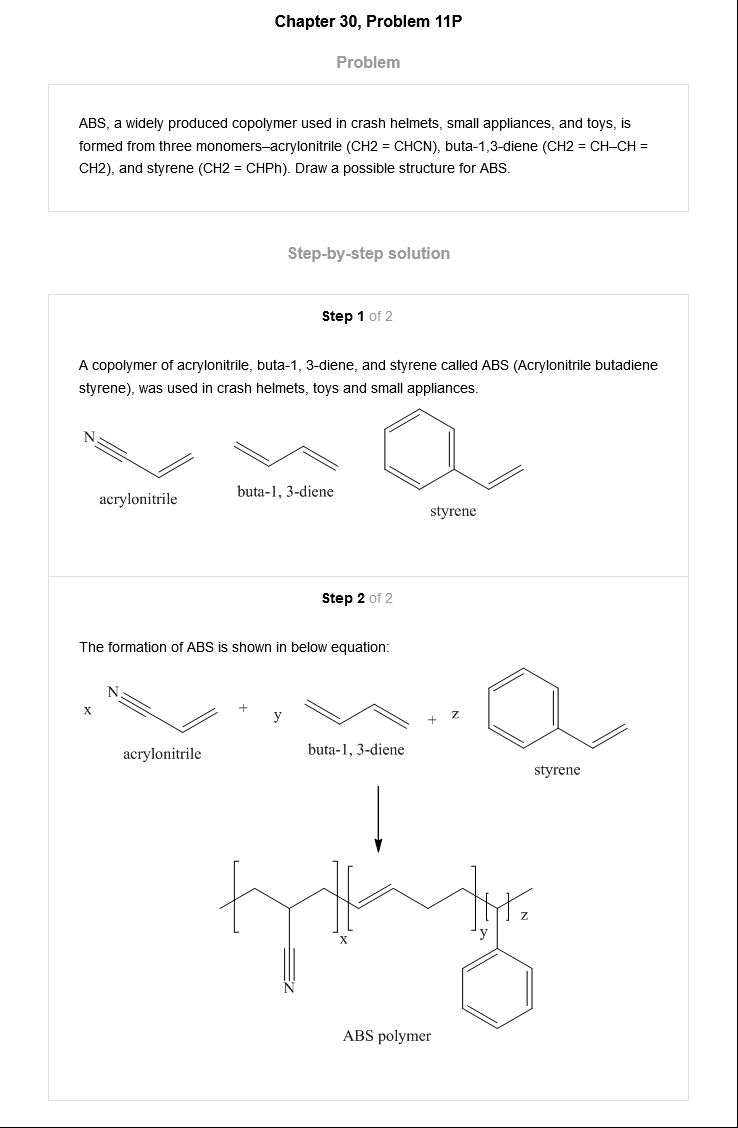 Chapter 30, Problem 11P
Problem
ABS, a widely produced copolymer used in crash helmets, small appliances, and toys, is
formed from three monomers–acrylonitrile (CH2 = CHCN), buta-1,3-diene (CH2 = CH–CH =
CH2), and styrene (CH2 = CHPh). Draw a possible structure for ABS.
Step-by-step solution
Step 1 of 2
A copolymer of acrylonitrile, buta-1, 3-diene, and styrene called ABS (Acrylonitrile butadiene
styrene), was used in crash helmets, toys and small appliances.
N
acrylonitrile
buta-1, 3-diene
styrene
Step 2 of 2
The formation of ABS is shown in below equation:
x
N
acrylonitrile
+
y
buta-1, 3-diene
+
z
styrene
x
y
z
N
ABS polymer